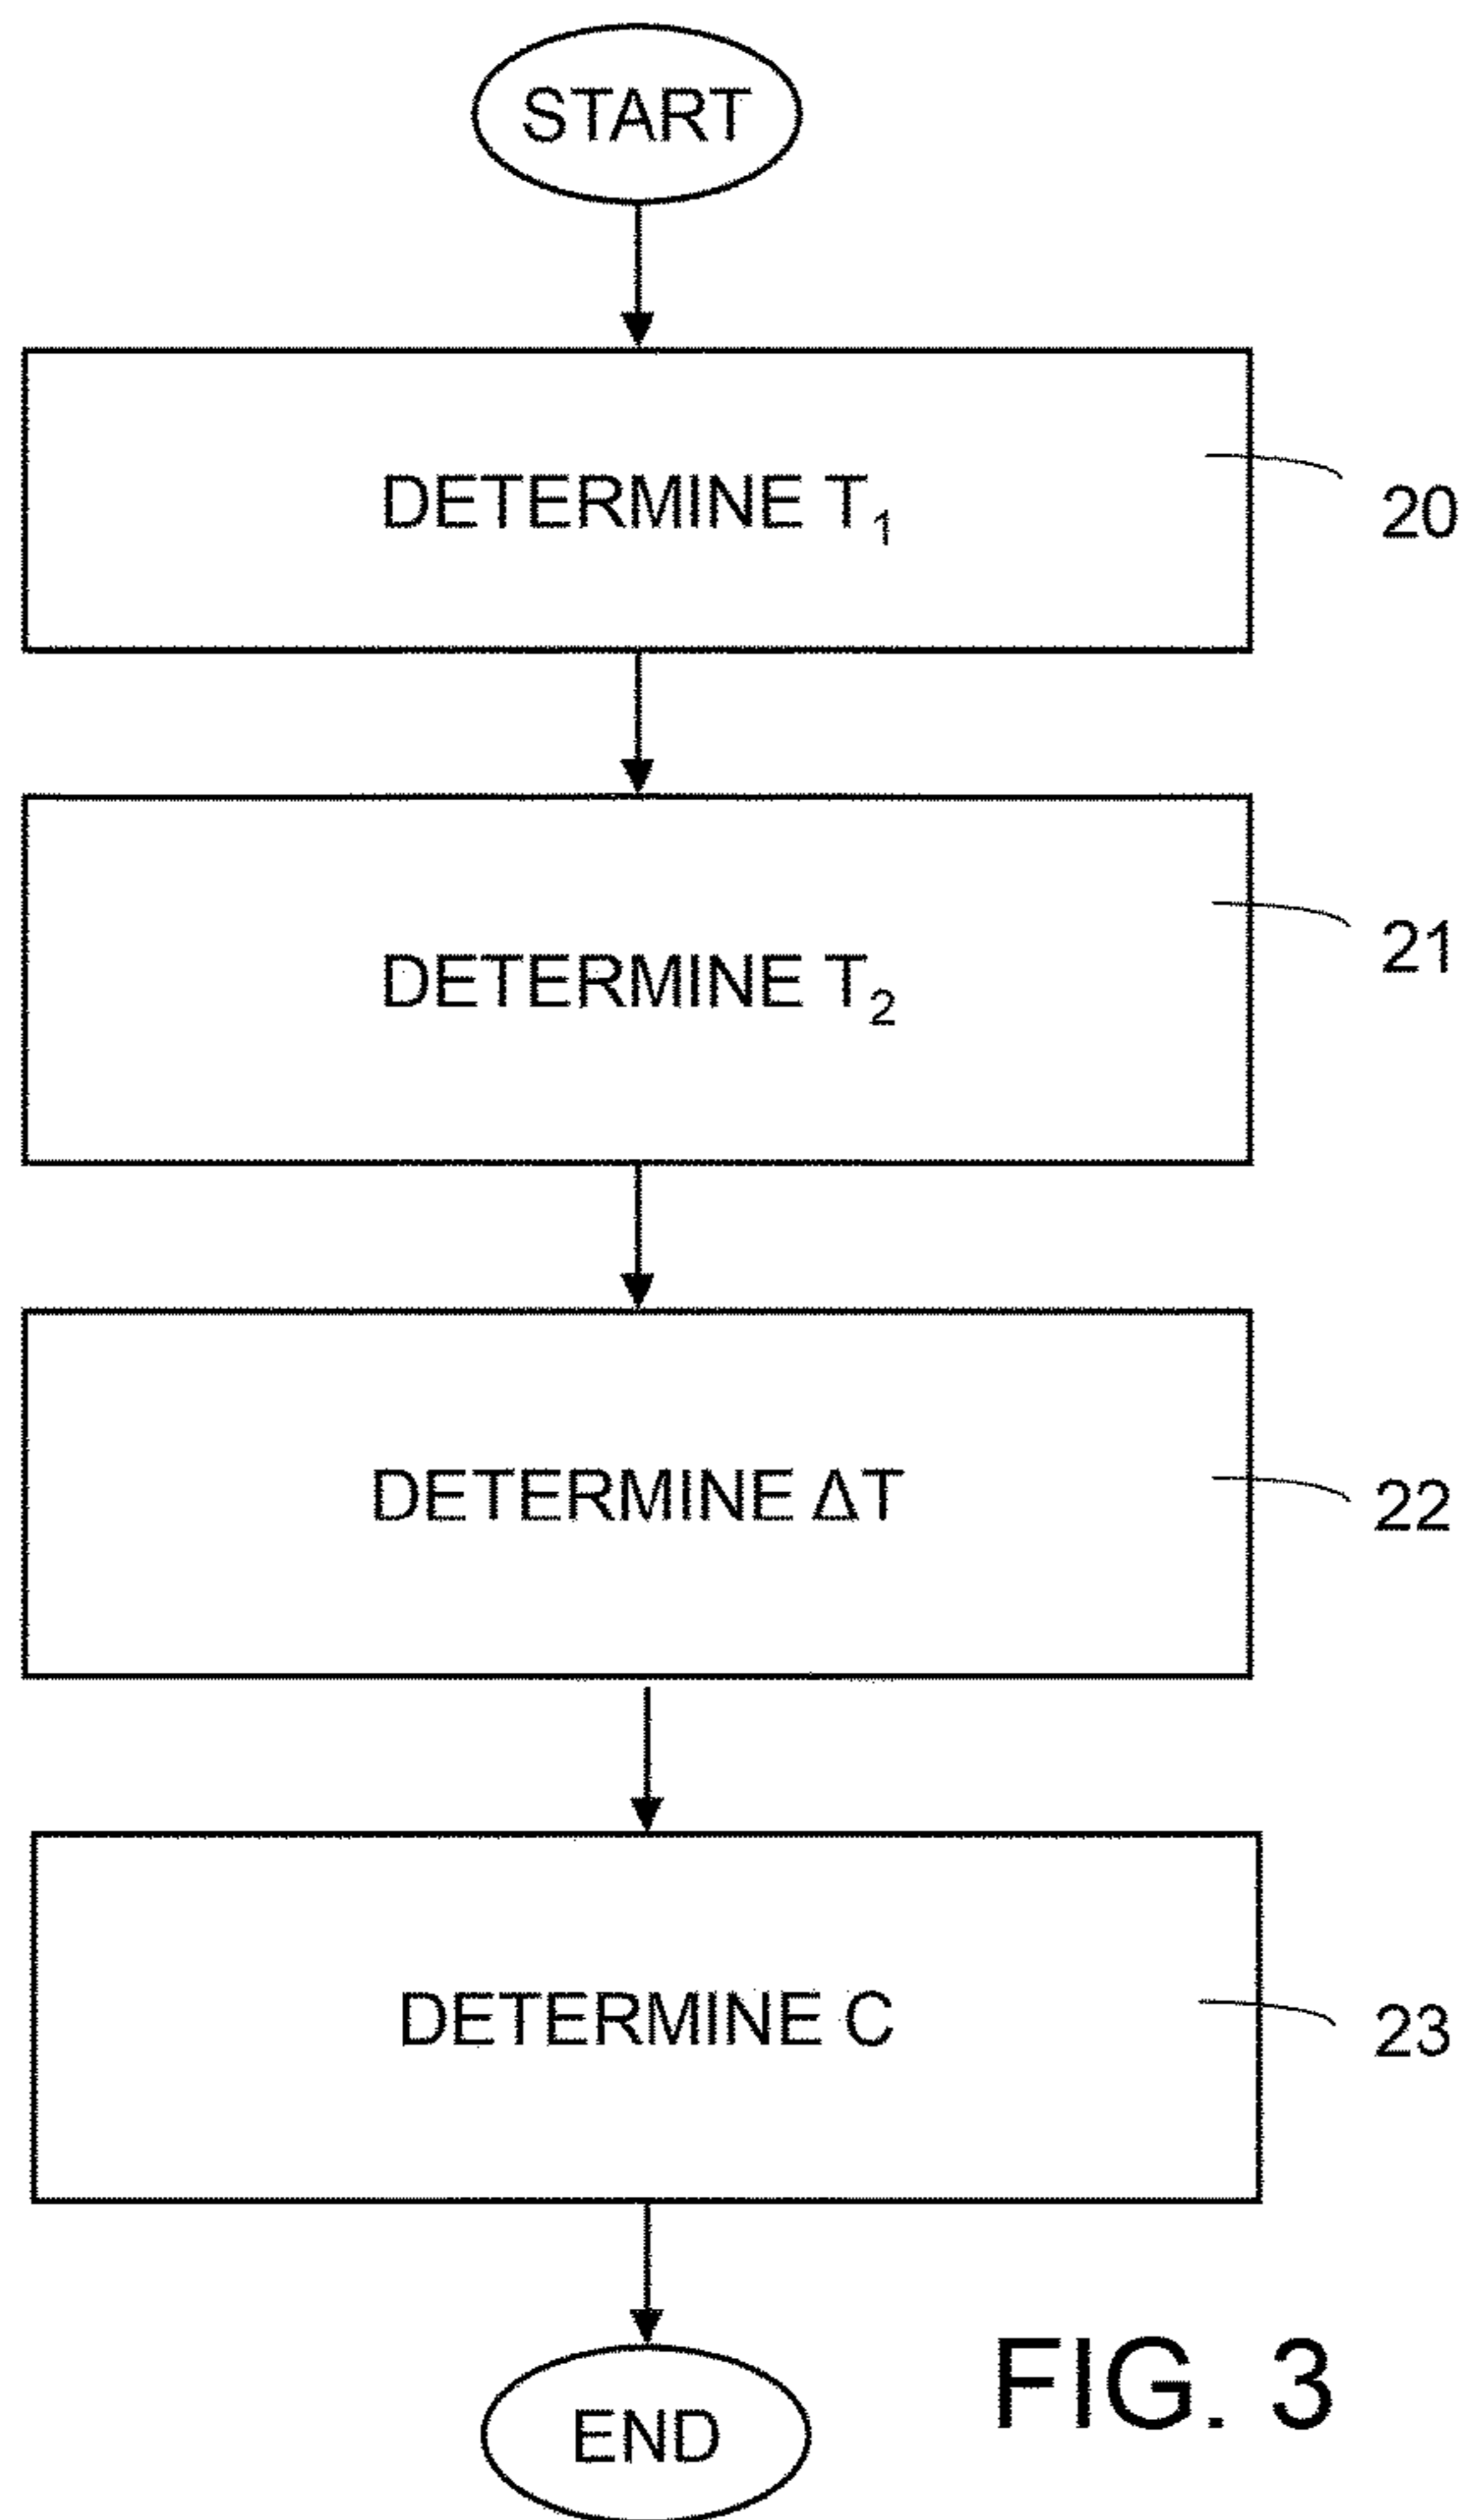 START
DETERMINE T₁
20
DETERMINE T₂
21
DETERMINE ΔT
22
DETERMINE C
23
END
FIG. 3